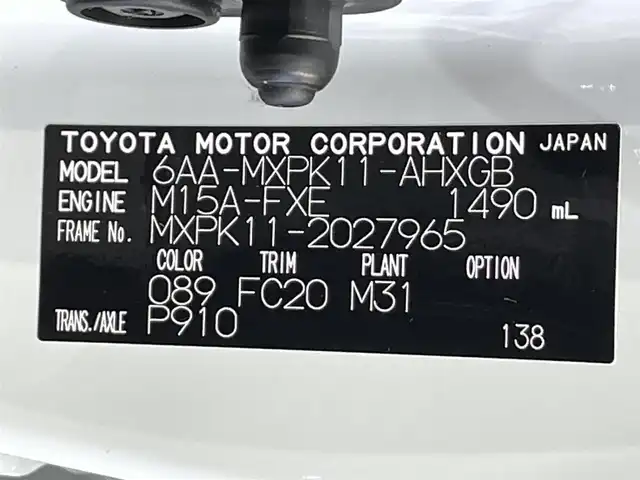 TOYOTA MOTOR CORPORATION JAPAN
MODEL 6AA-MXPK11-AHXGB
ENGINE M15A-FXE 1490 mL
FRAME No. MXPK11-2027965
COLOR TRIM PLANT OPTION
089 FC20 M31
TRANS./AXLE P910 138